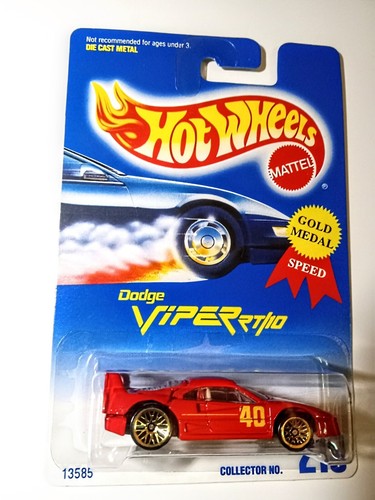 Not recommended for ages under 3.
DIE CAST METAL
HOT WHEELS
MATTEL
®
GOLD
MEDAL
SPEED
Dodge
VIPER RT/10
40
13585
COLLECTOR NO.